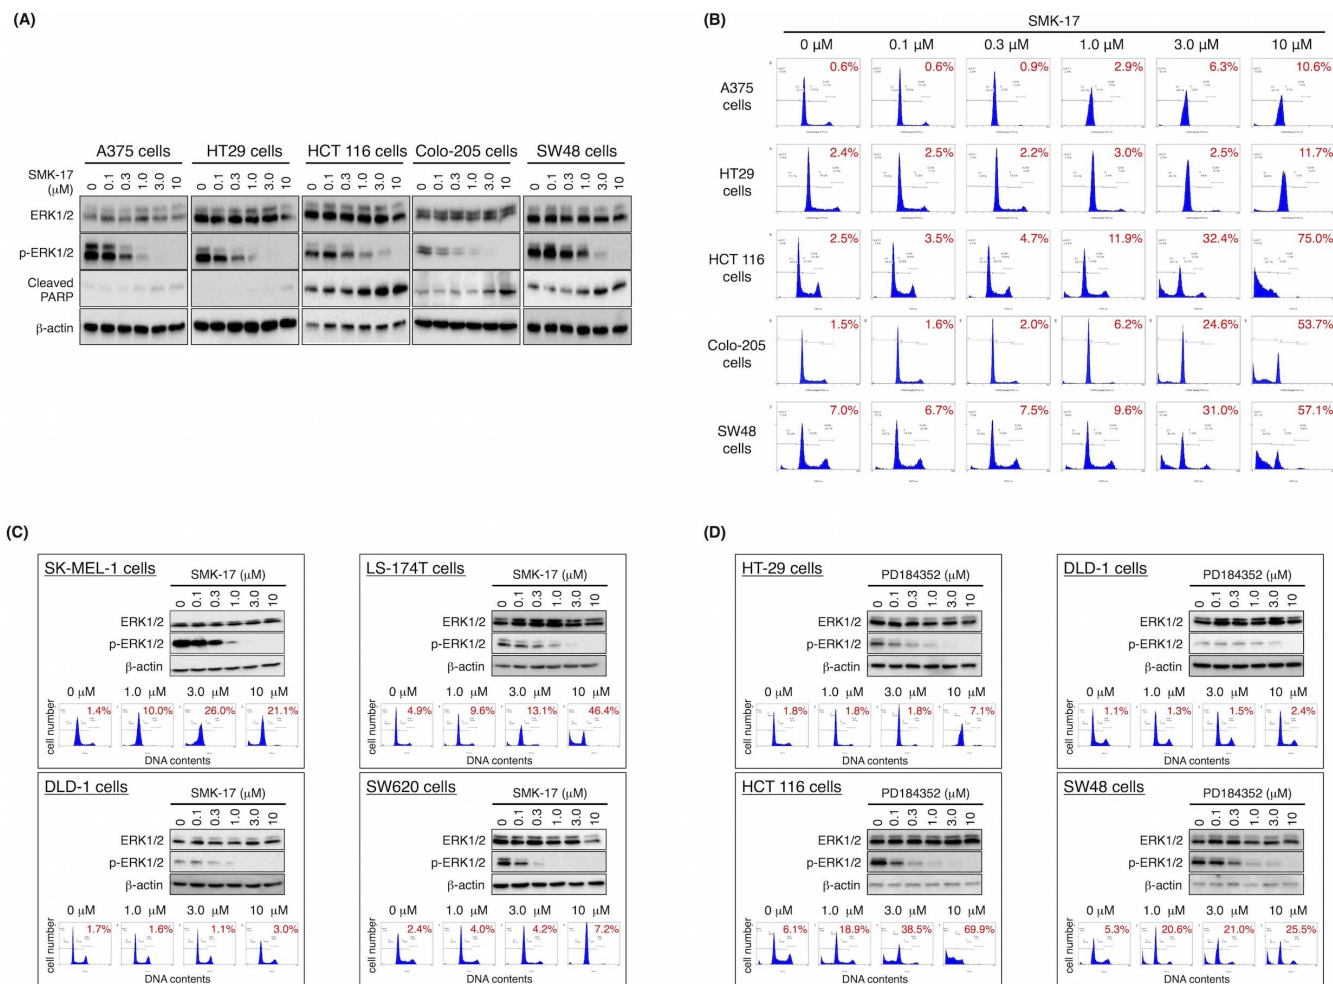 (A)
A375 cells HT29 cells HCT 116 cells Colo-205 cells SW48 cells
SMK-17 (μM)
0 0.1 0.3 1.0 3.0 10 0 0.1 0.3 1.0 3.0 10 0 0.1 0.3 1.0 3.0 10 0 0.1 0.3 1.0 3.0 10 0 0.1 0.3 1.0 3.0 10
ERK1/2
p-ERK1/2
Cleaved
PARP
β-actin
(B)
SMK-17
0 μM 0.1 μM 0.3 μM 1.0 μM 3.0 μM 10 μM
A375 cells
0.6% 0.6% 0.9% 2.9% 6.3% 10.6%
HT29 cells
2.4% 2.5% 2.2% 3.0% 2.5% 11.7%
HCT 116 cells
2.5% 3.5% 4.7% 11.9% 32.4% 75.0%
Colo-205 cells
1.5% 1.6% 2.0% 6.2% 24.6% 53.7%
SW48 cells
7.0% 6.7% 7.5% 9.6% 31.0% 57.1%
(C)
SK-MEL-1 cells SMK-17 (μM)
0 0.1 0.3 1.0 3.0 10
ERK1/2
p-ERK1/2
β-actin
0 μM 1.0 μM 3.0 μM 10 μM
cell number
1.4% 10.0% 26.0% 21.1%
DNA contents
LS-174T cells SMK-17 (μM)
0 0.1 0.3 1.0 3.0 10
ERK1/2
p-ERK1/2
β-actin
0 μM 1.0 μM 3.0 μM 10 μM
cell number
4.9% 9.6% 13.1% 46.4%
DNA contents
DLD-1 cells SMK-17 (μM)
0 0.1 0.3 1.0 3.0 10
ERK1/2
p-ERK1/2
β-actin
0 μM 1.0 μM 3.0 μM 10 μM
cell number
1.7% 1.6% 1.1% 3.0%
DNA contents
SW620 cells SMK-17 (μM)
0 0.1 0.3 1.0 3.0 10
ERK1/2
p-ERK1/2
β-actin
0 μM 1.0 μM 3.0 μM 10 μM
cell number
2.4% 4.0% 4.2% 7.2%
DNA contents
(D)
HT-29 cells PD184352 (μM)
0 0.1 0.3 1.0 3.0 10
ERK1/2
p-ERK1/2
β-actin
0 μM 1.0 μM 3.0 μM 10 μM
cell number
1.8% 1.8% 1.8% 7.1%
DNA contents
DLD-1 cells PD184352 (μM)
0 0.1 0.3 1.0 3.0 10
ERK1/2
p-ERK1/2
β-actin
0 μM 1.0 μM 3.0 μM 10 μM
cell number
1.1% 1.3% 1.5% 2.4%
DNA contents
HCT 116 cells PD184352 (μM)
0 0.1 0.3 1.0 3.0 10
ERK1/2
p-ERK1/2
β-actin
0 μM 1.0 μM 3.0 μM 10 μM
cell number
6.1% 18.9% 38.5% 69.9%
DNA contents
SW48 cells PD184352 (μM)
0 0.1 0.3 1.0 3.0 10
ERK1/2
p-ERK1/2
β-actin
0 μM 1.0 μM 3.0 μM 10 μM
cell number
5.3% 20.6% 21.0% 25.5%
DNA contents